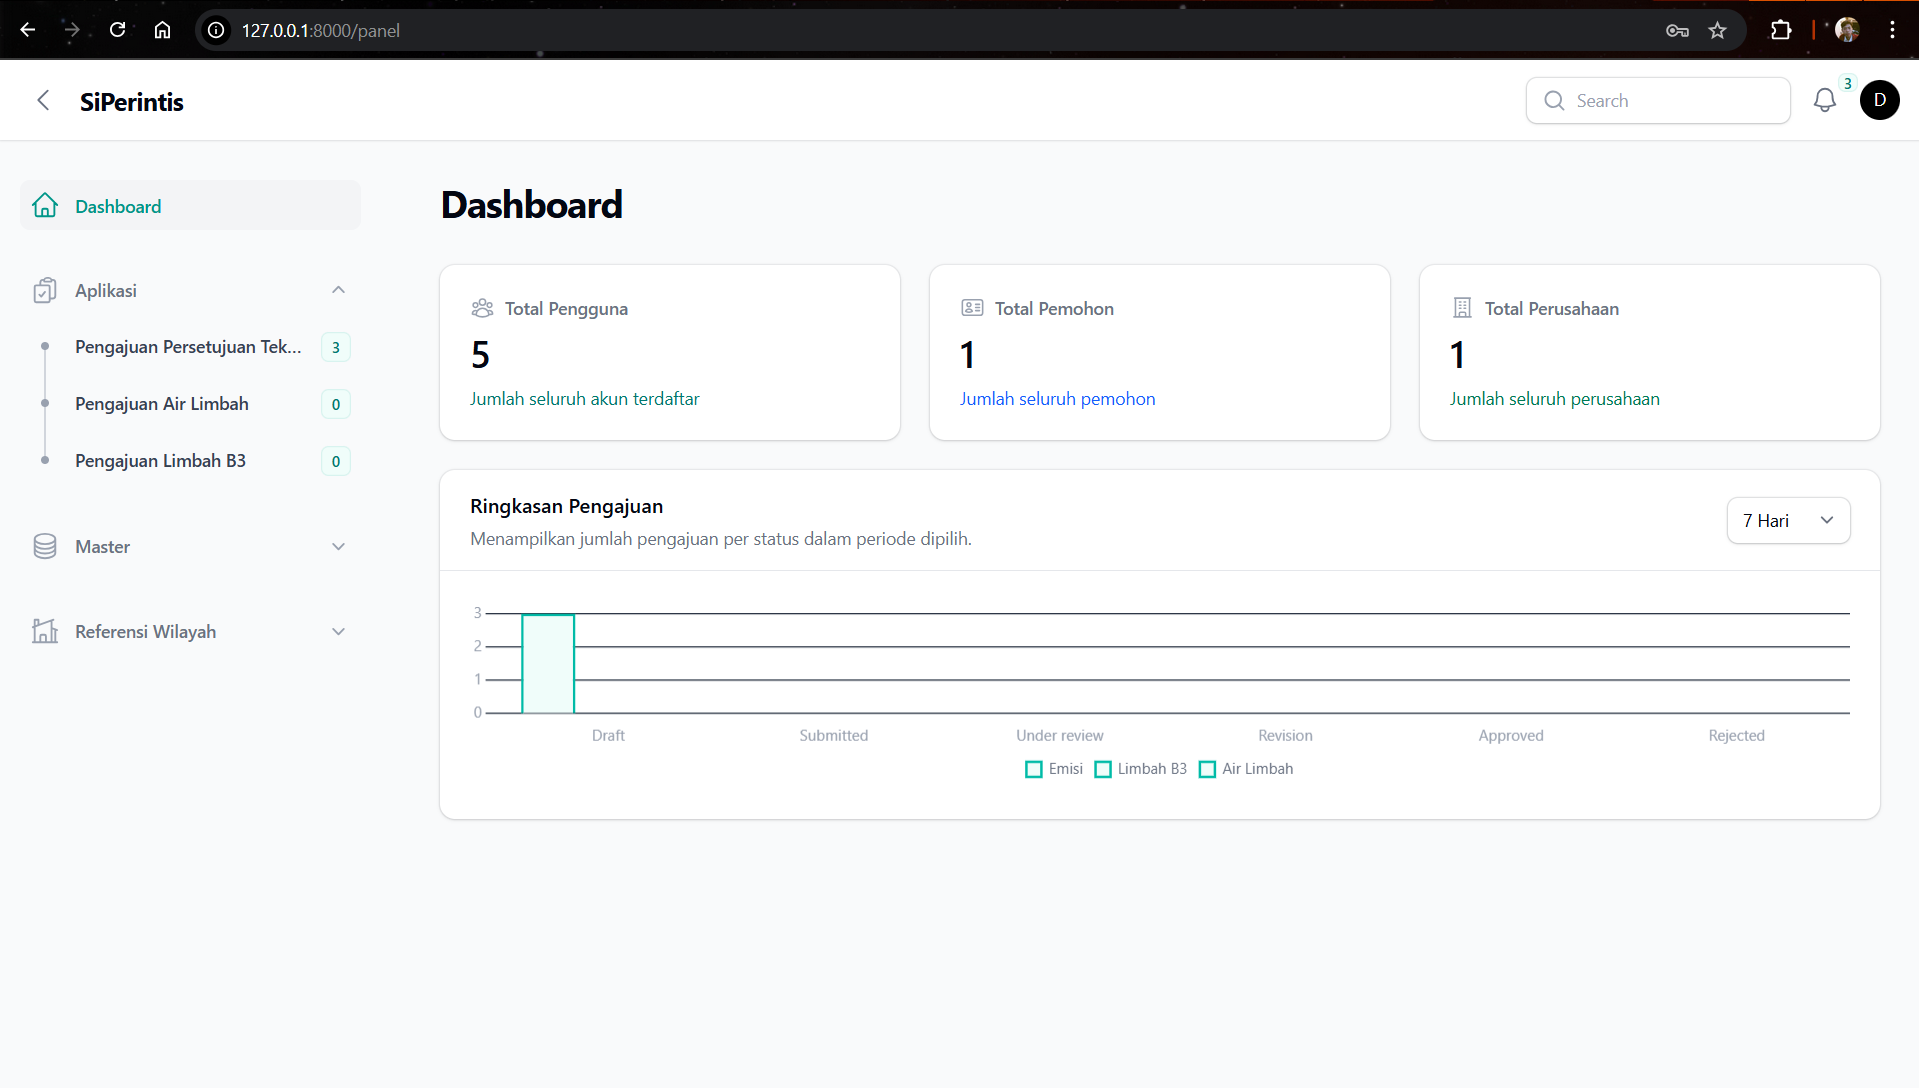 127.0.0.1:8000/panel
SiPerintis
Search
3
D
Dashboard
Aplikasi
Pengajuan Persetujuan Tek... 3
Pengajuan Air Limbah 0
Pengajuan Limbah B3 0
Master
Referensi Wilayah
Dashboard
Total Pengguna
5
Jumlah seluruh akun terdaftar
Total Pemohon
1
Jumlah seluruh pemohon
Total Perusahaan
1
Jumlah seluruh perusahaan
Ringkasan Pengajuan
Menampilkan jumlah pengajuan per status dalam periode dipilih.
7 Hari
3
2
1
0
Draft Submitted Under review Revision Approved Rejected
Emisi Limbah B3 Air Limbah